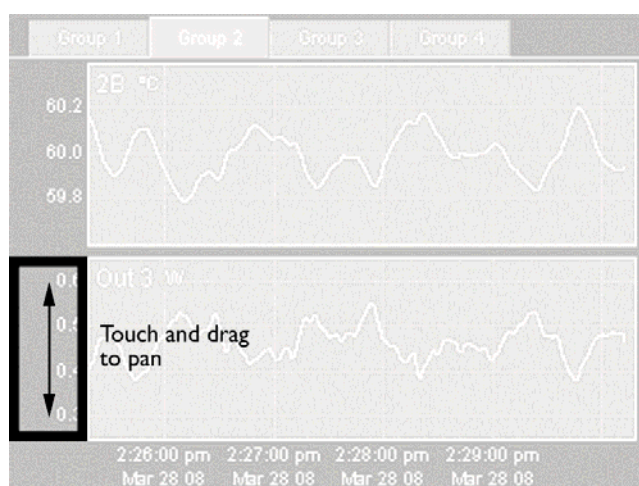 Group 1 Group 2 Group 3 Group 4
2B °C
60.2
60.0
59.8
Out 3 W
0.6
0.5
0.4
0.3
Touch and drag
to pan
2:26:00 pm 2:27:00 pm 2:28:00 pm 2:29:00 pm
Mar 28 08 Mar 28 08 Mar 28 08 Mar 28 08